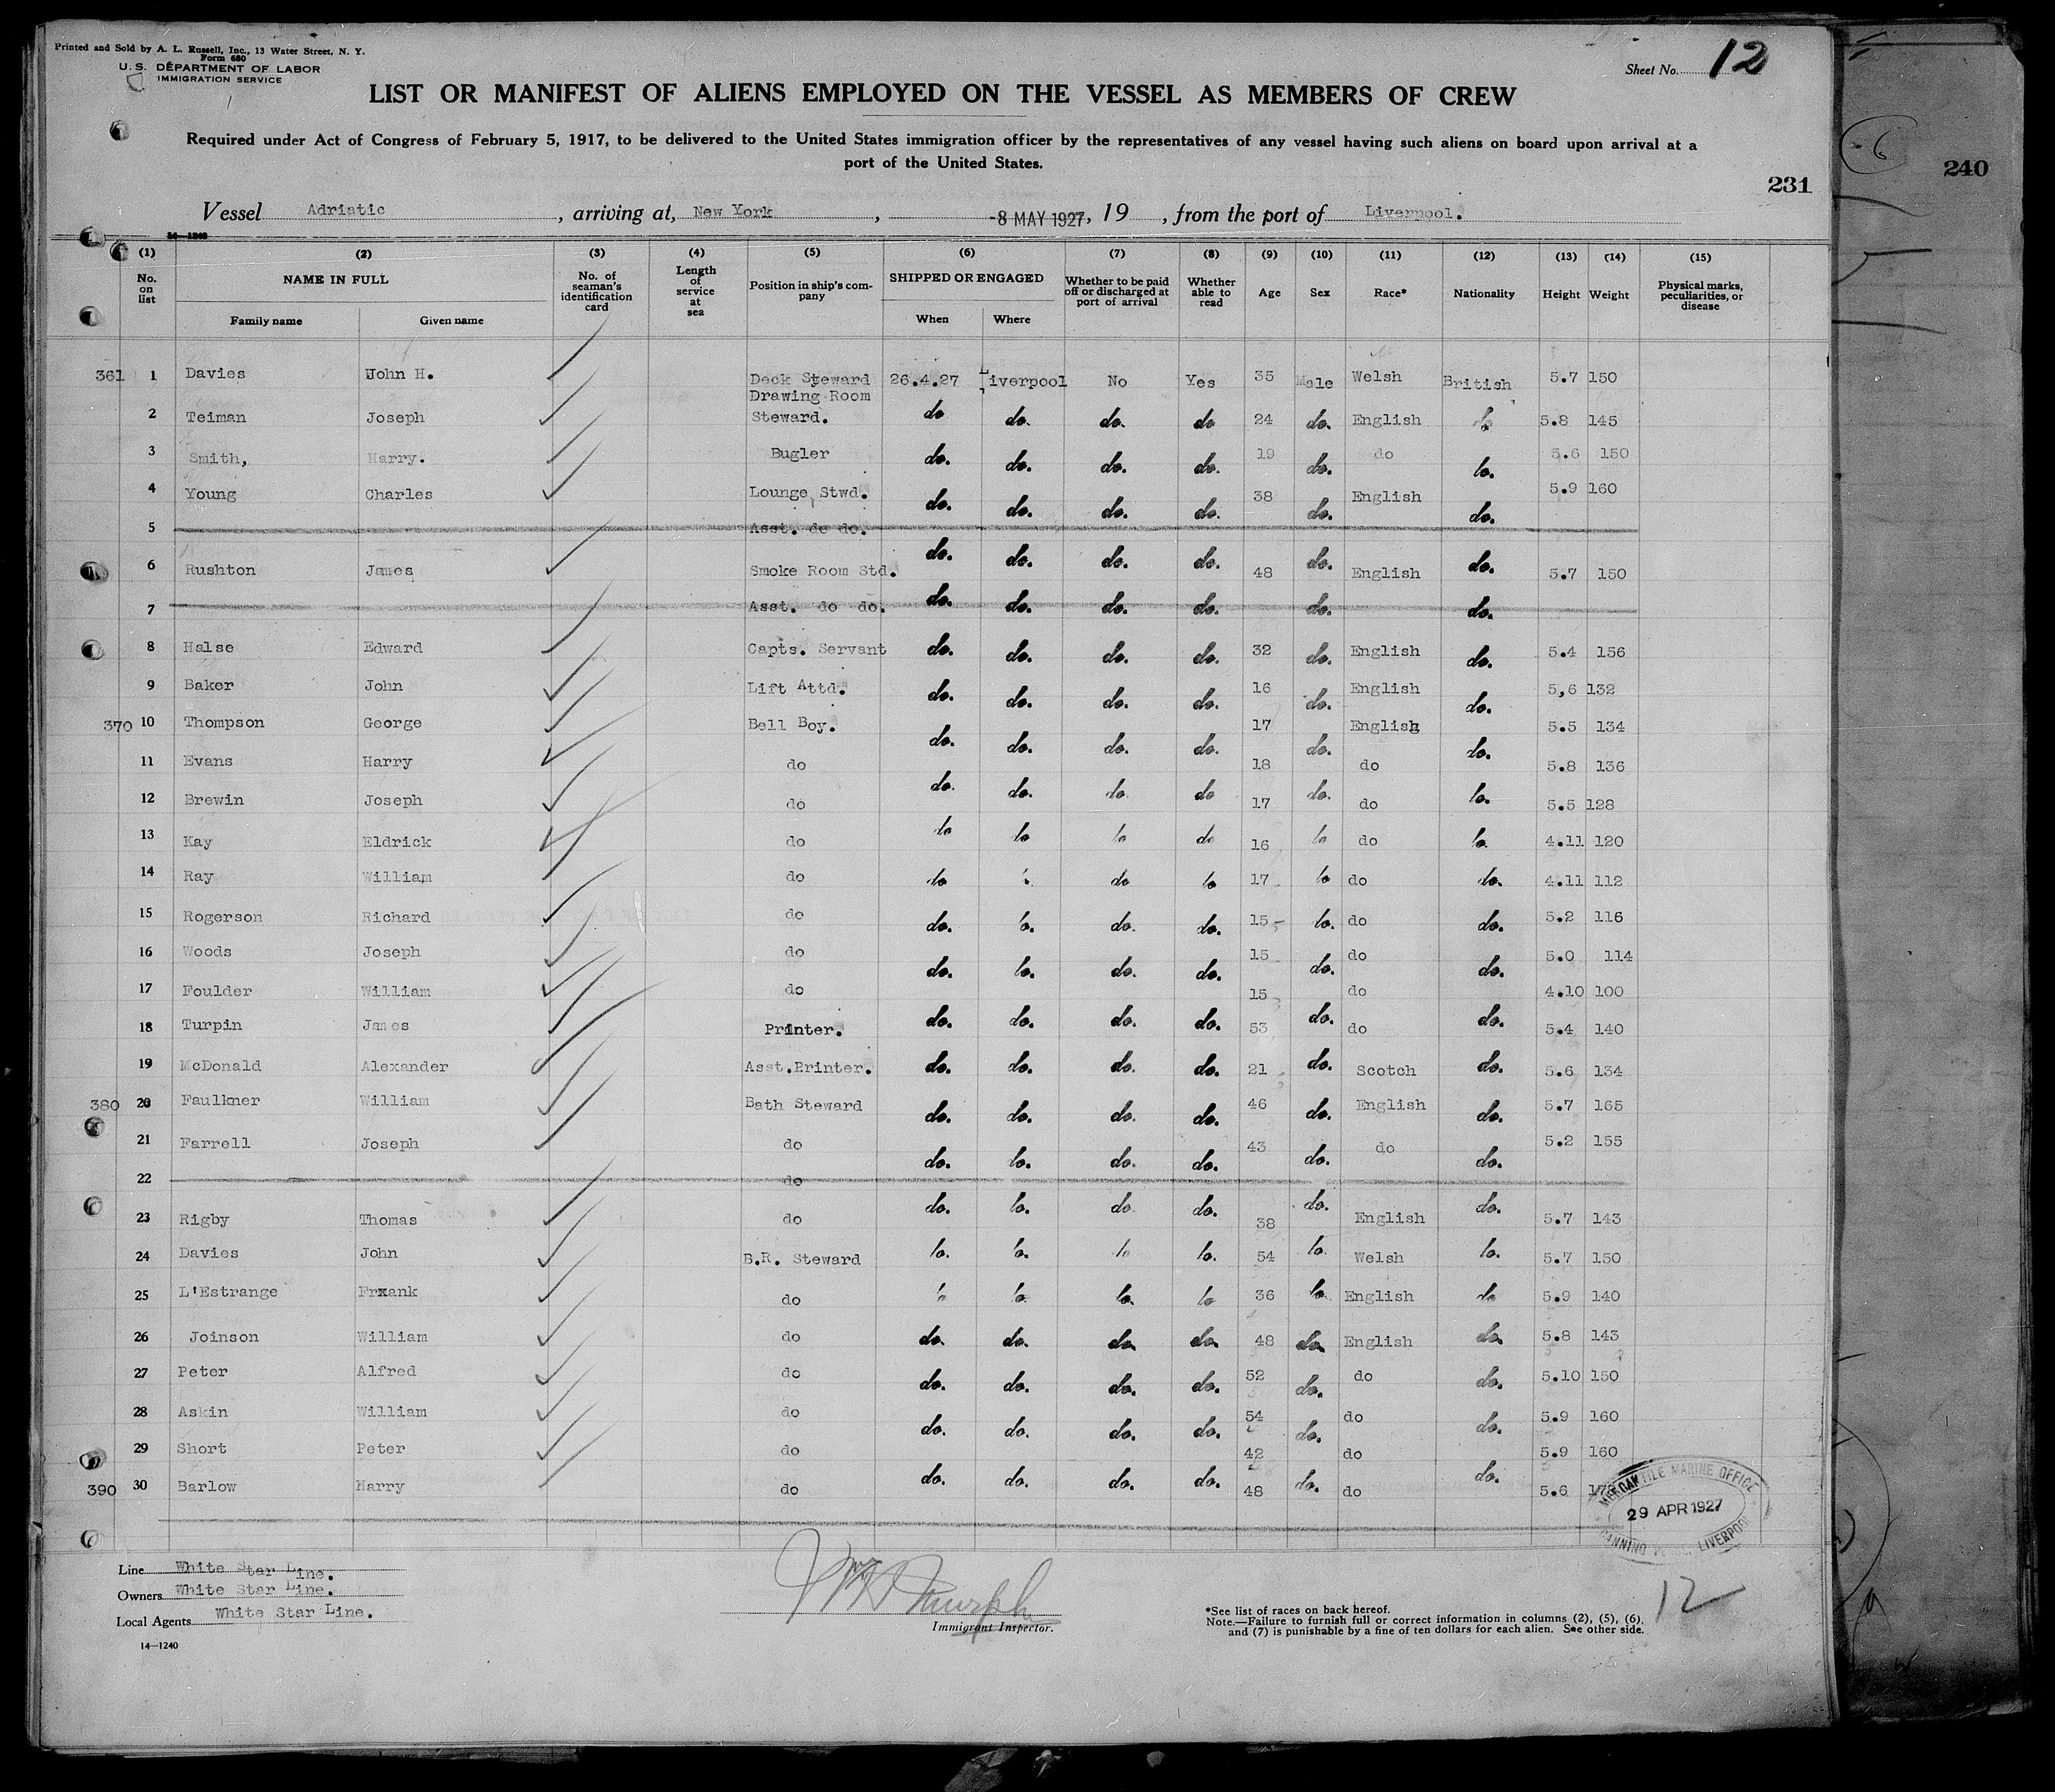 Printed and Sold by A. L. Russell, Inc., 13 Water Street, N. Y.
Form 680
U. S. DEPARTMENT OF LABOR
IMMIGRATION SERVICE
Sheet No. 12
LIST OR MANIFEST OF ALIENS EMPLOYED ON THE VESSEL AS MEMBERS OF CREW
Required under Act of Congress of February 5, 1917, to be delivered to the United States immigration officer by the representatives of any vessel having such aliens on board upon arrival at a
port of the United States.
6
240
231
Vessel Adriatic, arriving at, New York, -8 MAY 1927, 19 , from the port of Liverpool.
14—1240
(1) (2) (3) (4) (5) (6) (7) (8) (9) (10) (11) (12) (13) (14) (15)
No. on list NAME IN FULL Family name Given name No. of seaman's identification card Length of service at sea Position in ship's company SHIPPED OR ENGAGED When Where Whether to be paid off or discharged at port of arrival Whether able to read Age Sex Race* Nationality Height Weight Physical marks, peculiarities, or disease
361 1 Davies John H. Deck Steward 26.4.27 Liverpool No Yes 35 Male Welsh British 5.7 150
2 Teiman Joseph Drawing Room Steward. do do. do. do 24 do. English do. 5.8 145
3 Smith, Harry. Bugler do. do. do. do. 19 do. do do. 5.6 150
4 Young Charles Lounge Stwd. do. do. do. do. 38 do. English do. 5.9 160
5 Asst. do do. do. do. do. do. do. do.
6 Rushton James Smoke Room Std. do. do. do. do. 48 do. English do. 5.7 150
7 Asst. do do. do. do. do. do. do. do.
8 Halse Edward Capts. Servant do. do. do. do. 32 do. English do. 5.4 156
9 Baker John Lift Attd. do. do. do. do. 16 do. English do. 5,6 132
370 10 Thompson George Bell Boy. do. do. do. do. 17 do. English 5.5 134
11 Evans Harry do do. do. do. do 18 do. do do. 5.8 136
12 Brewin Joseph do do. do. do. do 17 do. do do. 5.5 128
13 Kay Eldrick do do do do do 16 do do do. 4.11 120
14 Ray William do do do do 17 do do do. 4.11 112
15 Rogerson Richard do do. do. do. do. 15 do. do do. 5.2 116
16 Woods Joseph do do. do. do. do. 15 do. do do. 5.0 114
17 Foulder William do do. do. do. do. 15 do. do do. 4.10 100
18 Turpin James Printer. do. do. do. do. 53 do. do do. 5.4 140
19 McDonald Alexander Asst.Printer. do. do. do. do. 21 do. Scotch do. 5.6 134
380 20 Faulkner William Bath Steward do. do. do. do. 46 do. English do. 5.7 165
21 Farrell Joseph do do. do. do. do. 43 do. do do. 5.2 155
22 do
23 Rigby Thomas do do. do. do. do. 38 do. English do. 5.7 143
24 Davies John B.R. Steward do. do. do do. 54 do. Welsh do. 5.7 150
25 L'Estrange Frxank do do do. do. do 36 do. English do 5.9 140
26 Joinson William do do. do. do. do. 48 do. English do. 5.8 143
27 Peter Alfred do do. do. do. do. 52 do. do do. 5.10 150
28 Askin William do do. do. do. do. 54 do. do do. 5.9 160
29 Short Peter do do. do. do. do. 42 do. do do. 5.9 160
390 30 Barlow Harry do 48 do. do 5.6
MERCANTILE MARINE OFFICE
29 APR 1927
LIVERPOOL
Line White Star Line.
Owners White Star Line.
Local Agents White Star Line.
14—1240
Murphy
Immigrant Inspector.
*See list of races on back hereof.
Note.—Failure to furnish full or correct information in columns (2), (5), (6),
and (7) is punishable by a fine of ten dollars for each alien. See other side.
12